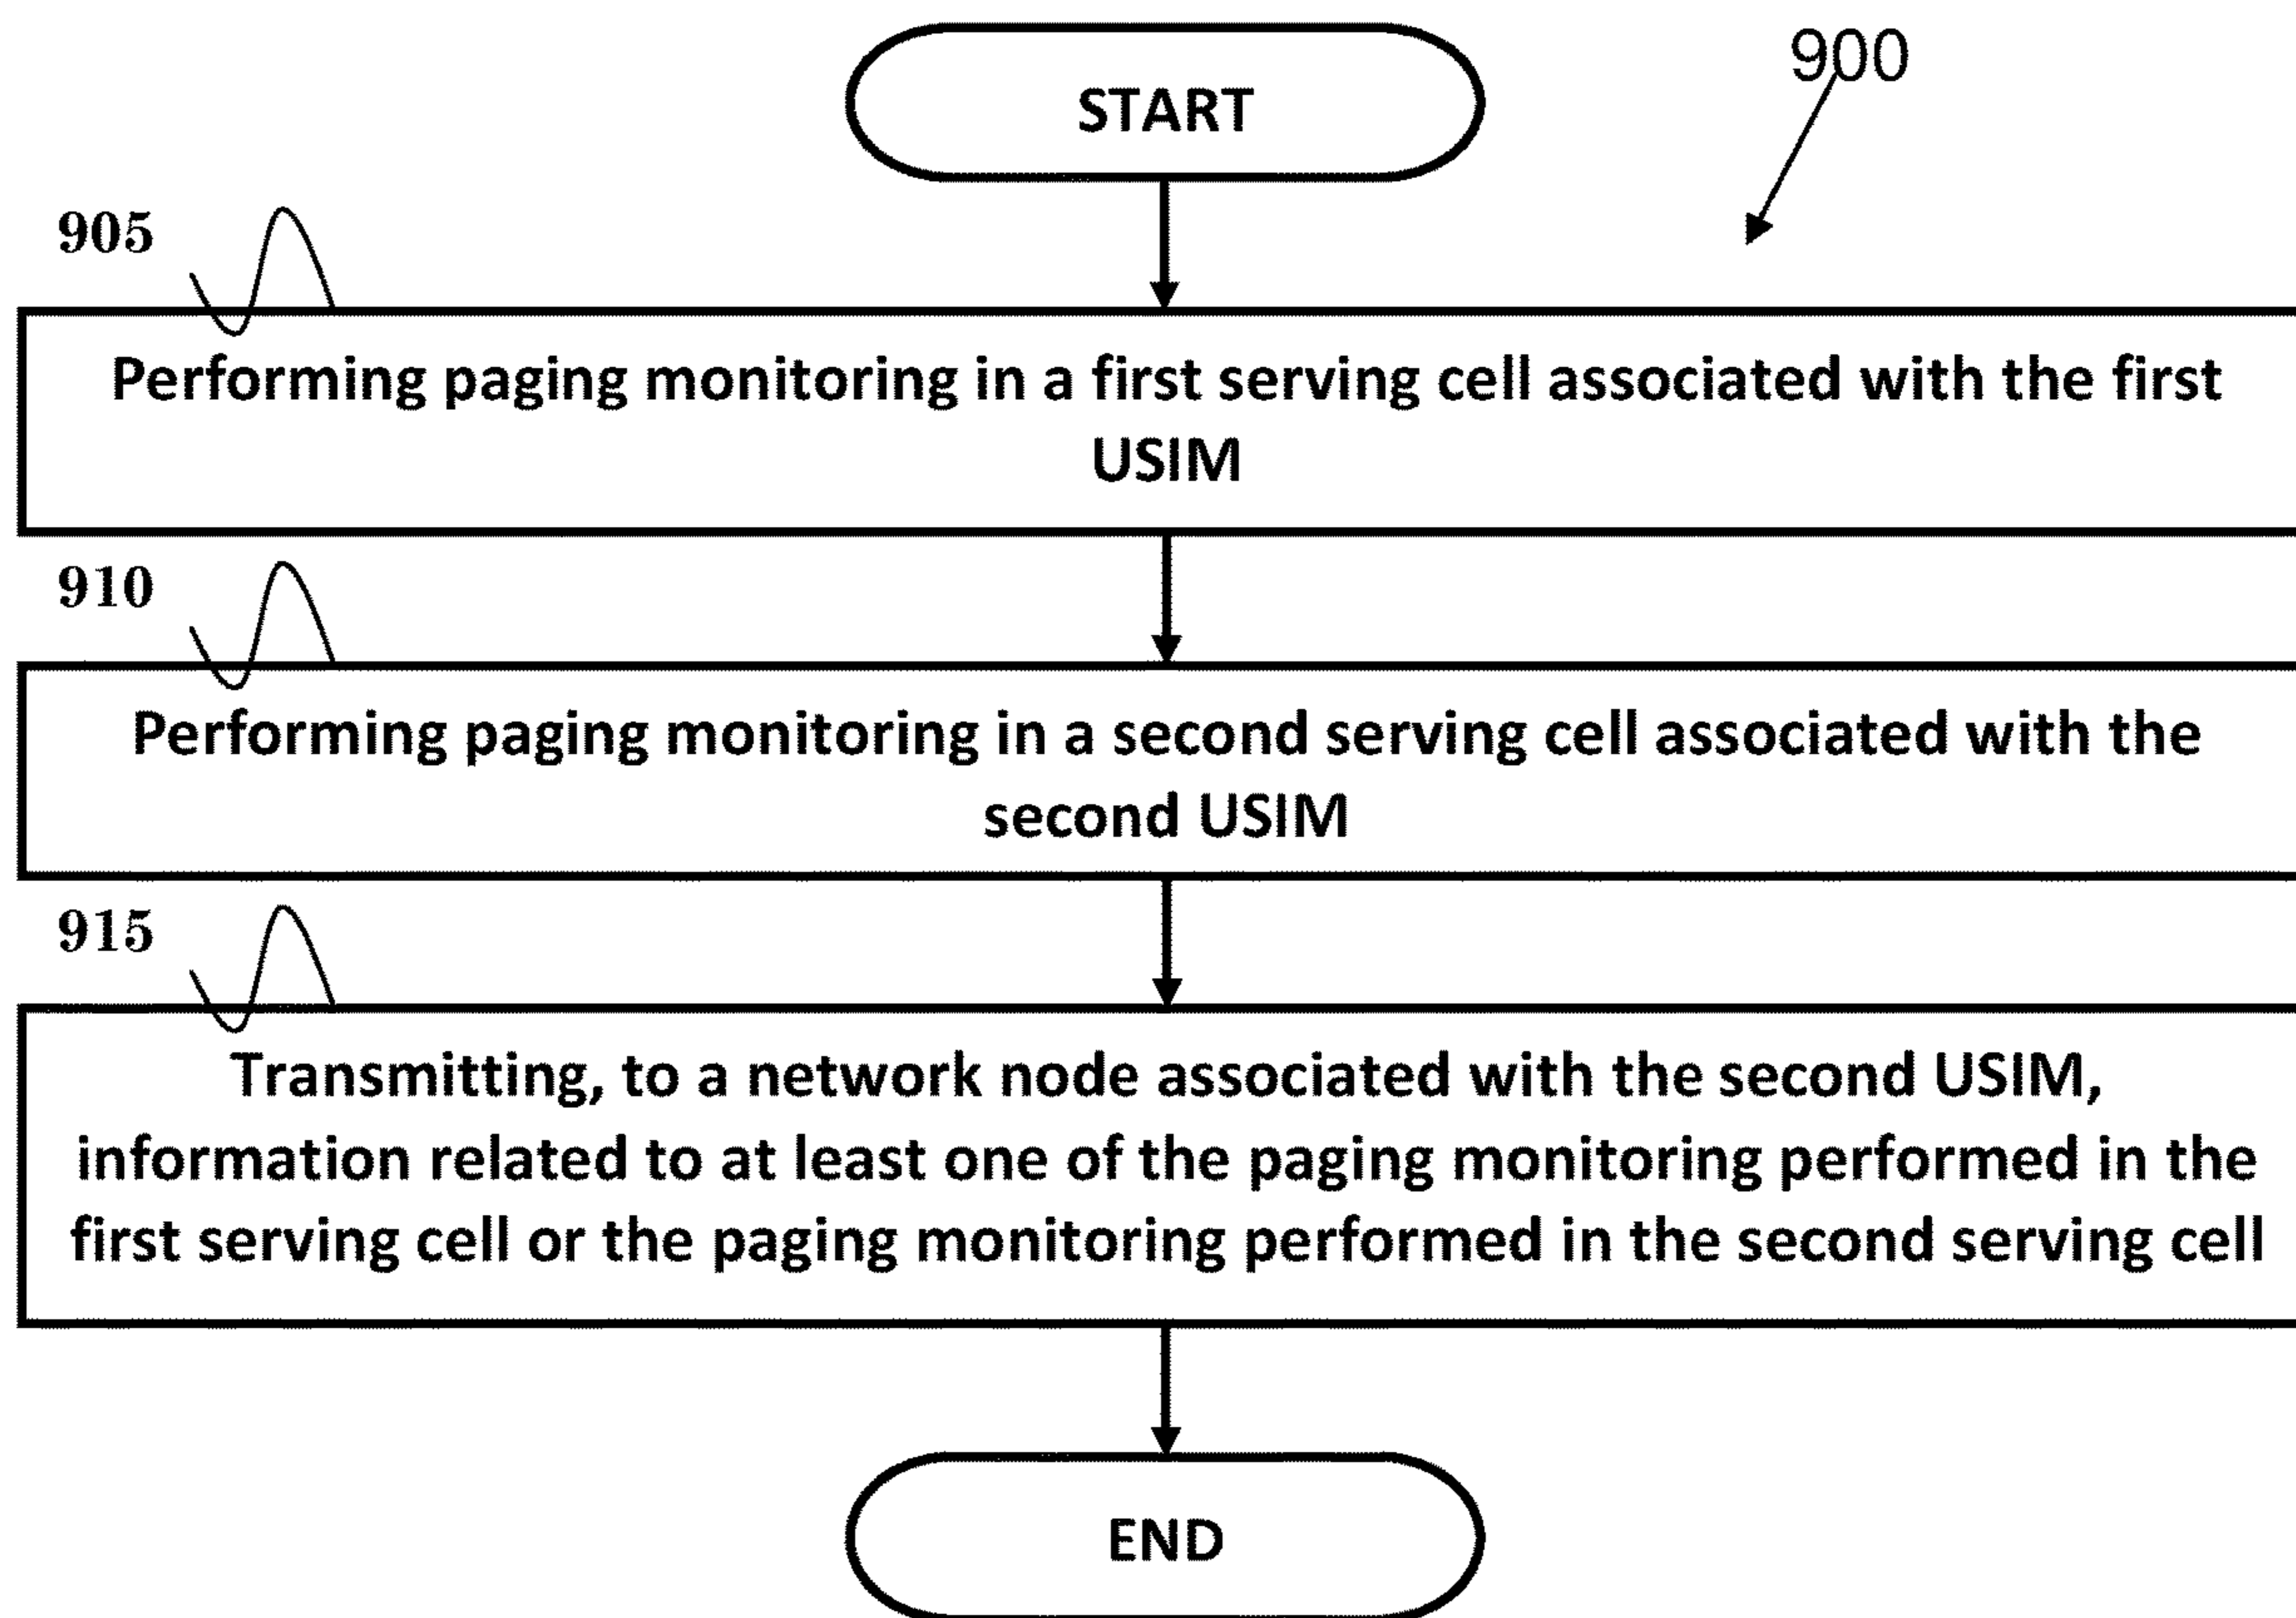 START
900
905
Performing paging monitoring in a first serving cell associated with the first
USIM
910
Performing paging monitoring in a second serving cell associated with the
second USIM
915
Transmitting, to a network node associated with the second USIM,
information related to at least one of the paging monitoring performed in the
first serving cell or the paging monitoring performed in the second serving cell
END